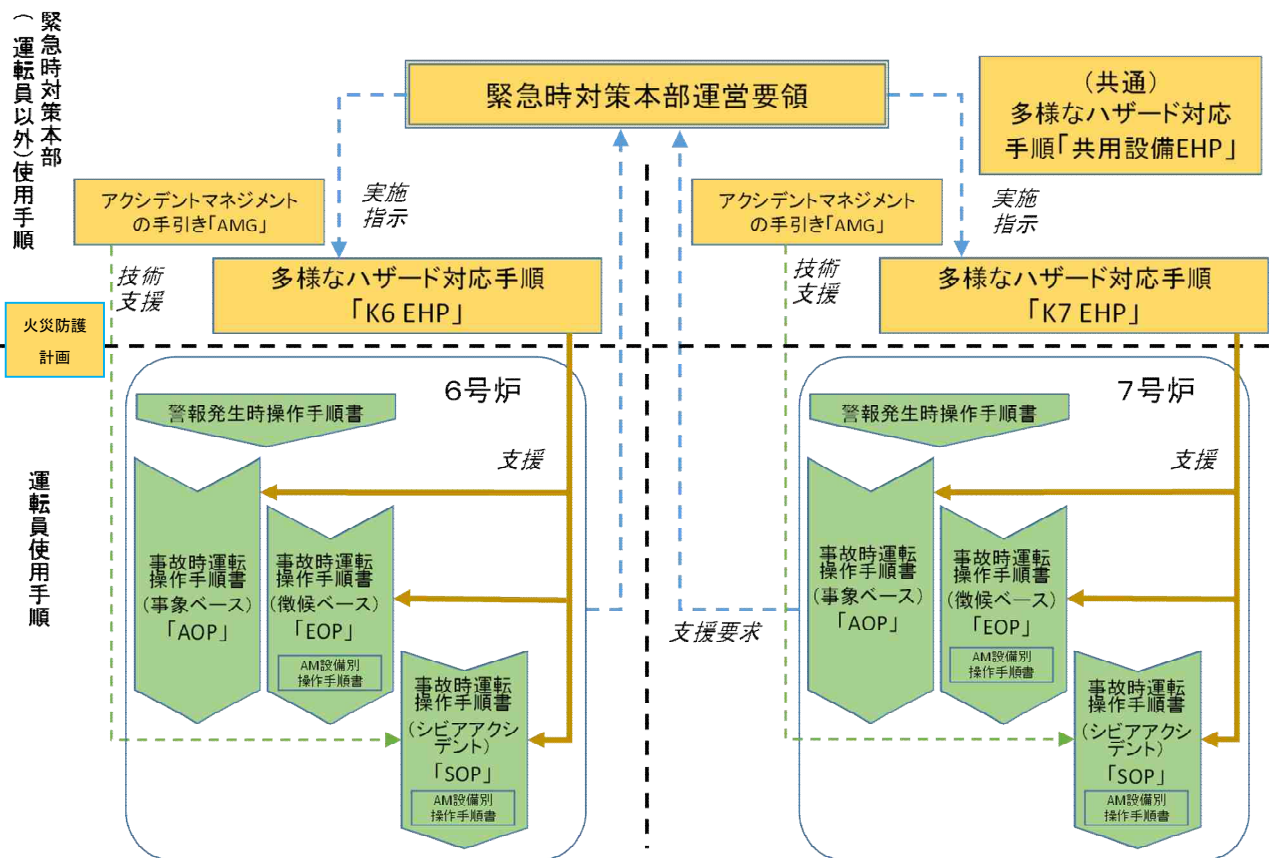 緊急時対策本部
(運転員以外)使用手順
緊急時対策本部運営要領
(共通)
多様なハザード対応
手順「共用設備EHP」
アクシデントマネジメント
の手引き「AMG」
実施
指示
アクシデントマネジメント
の手引き「AMG」
実施
指示
技術
支援
多様なハザード対応手順
「K6 EHP」
技術
支援
多様なハザード対応手順
「K7 EHP」
火災防護
計画
運転員使用手順
6号炉
警報発生時操作手順書
支援
事故時運転
操作手順書
(事象ベース)
「AOP」
事故時運転
操作手順書
(徴候ベース)
「EOP」
AM設備別
操作手順書
事故時運転
操作手順書
(シビアアクシ
デント)
「SOP」
AM設備別
操作手順書
支援要求
7号炉
警報発生時操作手順書
支援
事故時運転
操作手順書
(事象ベース)
「AOP」
事故時運転
操作手順書
(徴候ベース)
「EOP」
AM設備別
操作手順書
事故時運転
操作手順書
(シビアアクシ
デント)
「SOP」
AM設備別
操作手順書